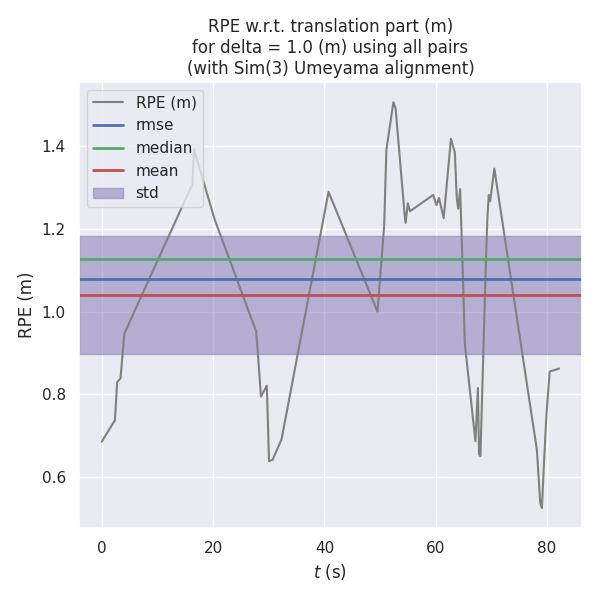 RPE w.r.t. translation part (m)
for delta = 1.0 (m) using all pairs
(with Sim(3) Umeyama alignment)
RPE (m)
rmse
median
mean
std
1.4
1.2
1.0
0.8
0.6
RPE (m)
0
20
40
60
80
t (s)